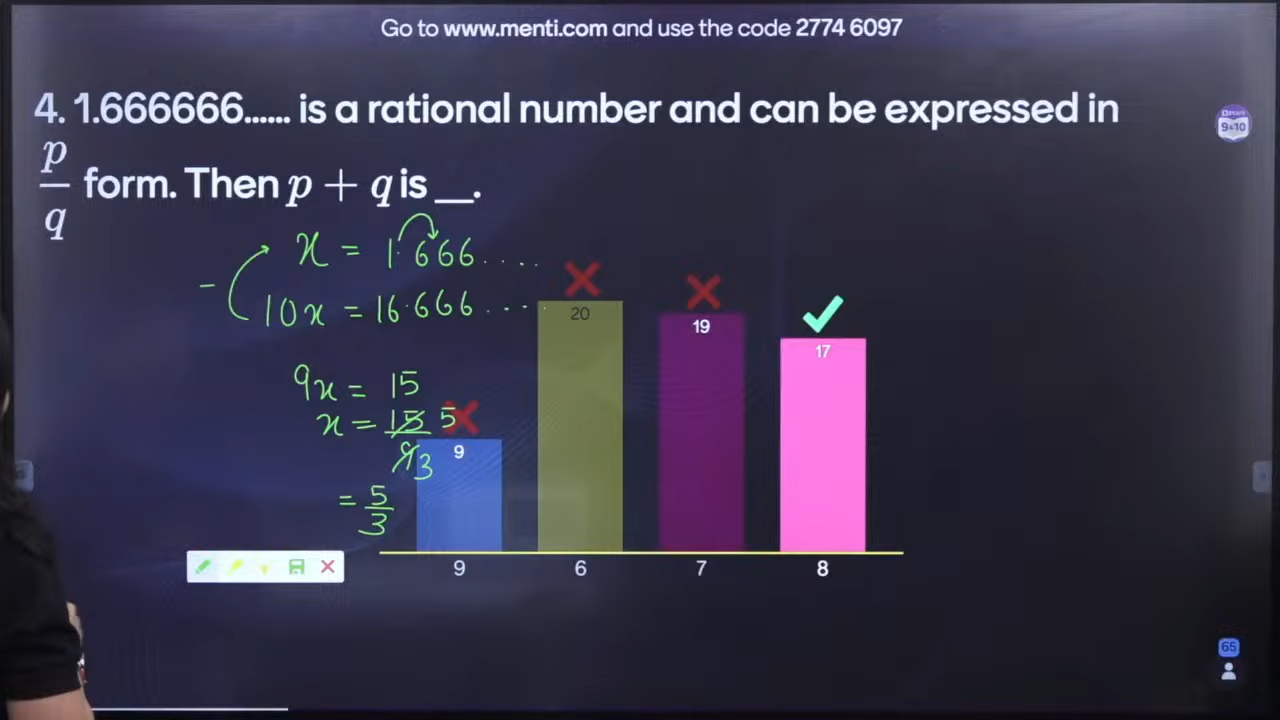 Go to www.menti.com and use the code 2774 6097
4. 1.666666...... is a rational number and can be expressed in
p/q form. Then p + q is __.
x = 1.666....
10x = 16.666....
-
9x = 15
x = 15/9 5 3
= 5/3
9
20
19
17
9 6 7 8
9&10
65